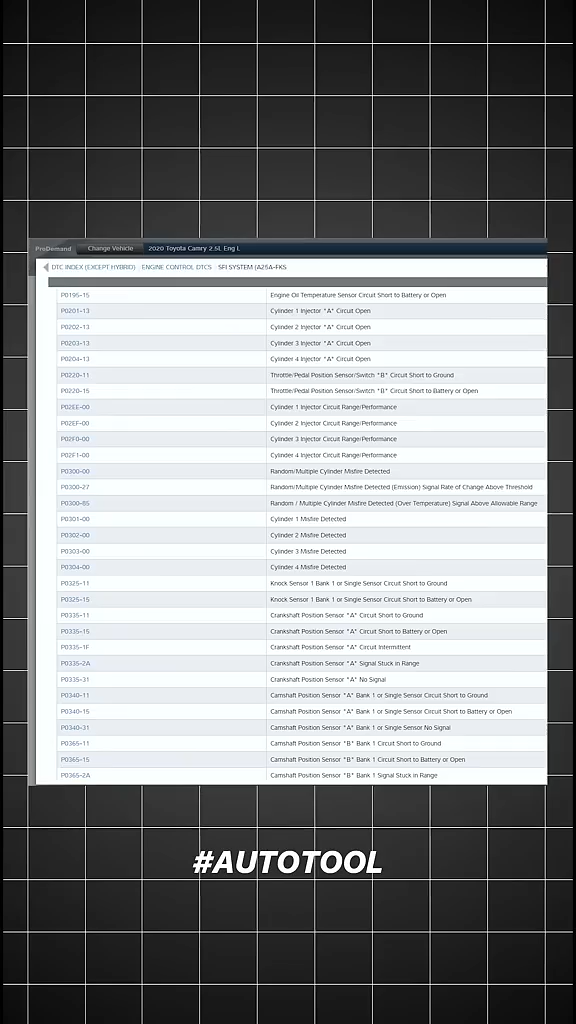 ProDemand Change Vehicle 2020 Toyota Camry 2.5L Eng L
DTC INDEX (EXCEPT HYBRID) ENGINE CONTROL DTCS SFI SYSTEM (A25A-FKS
P0195-15 Engine Oil Temperature Sensor Circuit Short to Battery or Open
P0201-13 Cylinder 1 Injector "A" Circuit Open
P0202-13 Cylinder 2 Injector "A" Circuit Open
P0203-13 Cylinder 3 Injector "A" Circuit Open
P0204-13 Cylinder 4 Injector "A" Circuit Open
P0220-11 Throttle/Pedal Position Sensor/Switch "B" Circuit Short to Ground
P0220-15 Throttle/Pedal Position Sensor/Switch "B" Circuit Short to Battery or Open
P02EE-00 Cylinder 1 Injector Circuit Range/Performance
P02EF-00 Cylinder 2 Injector Circuit Range/Performance
P02F0-00 Cylinder 3 Injector Circuit Range/Performance
P02F1-00 Cylinder 4 Injector Circuit Range/Performance
P0300-00 Random/Multiple Cylinder Misfire Detected
P0300-27 Random/Multiple Cylinder Misfire Detected (Emission) Signal Rate of Change Above Threshold
P0300-85 Random / Multiple Cylinder Misfire Detected (Over Temperature) Signal Above Allowable Range
P0301-00 Cylinder 1 Misfire Detected
P0302-00 Cylinder 2 Misfire Detected
P0303-00 Cylinder 3 Misfire Detected
P0304-00 Cylinder 4 Misfire Detected
P0325-11 Knock Sensor 1 Bank 1 or Single Sensor Circuit Short to Ground
P0325-15 Knock Sensor 1 Bank 1 or Single Sensor Circuit Short to Battery or Open
P0335-11 Crankshaft Position Sensor "A" Circuit Short to Ground
P0335-15 Crankshaft Position Sensor "A" Circuit Short to Battery or Open
P0335-1F Crankshaft Position Sensor "A" Circuit Intermittent
P0335-2A Crankshaft Position Sensor "A" Signal Stuck in Range
P0335-31 Crankshaft Position Sensor "A" No Signal
P0340-11 Camshaft Position Sensor "A" Bank 1 or Single Sensor Circuit Short to Ground
P0340-15 Camshaft Position Sensor "A" Bank 1 or Single Sensor Circuit Short to Battery or Open
P0340-31 Camshaft Position Sensor "A" Bank 1 or Single Sensor No Signal
P0365-11 Camshaft Position Sensor "B" Bank 1 Circuit Short to Ground
P0365-15 Camshaft Position Sensor "B" Bank 1 Circuit Short to Battery or Open
P0365-2A Camshaft Position Sensor "B" Bank 1 Signal Stuck in Range
#AUTOTOOL